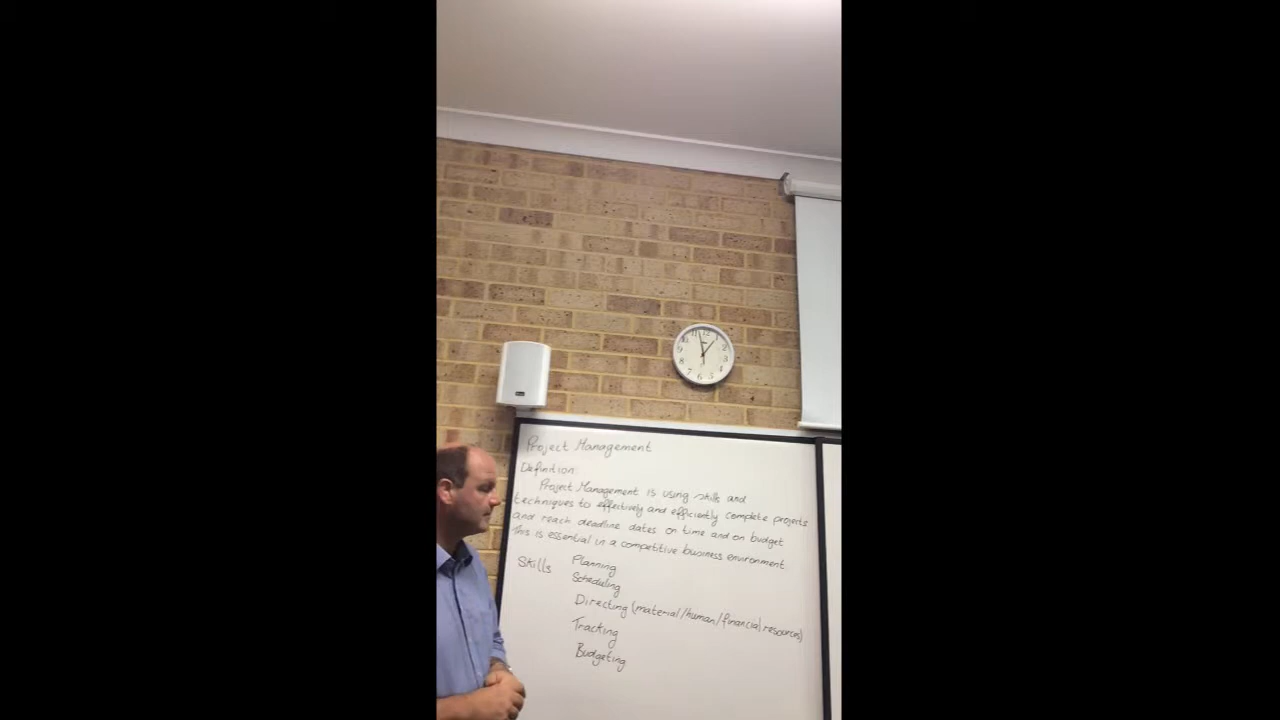 Project Management
Definition:
Project Management is using skills and
techniques to effectively and efficiently complete projects
and reach deadline dates on time and on budget
This is essential in a competitive business environment
Skills
Planning
Scheduling
Directing (material/human/financial resources)
Tracking
Budgeting